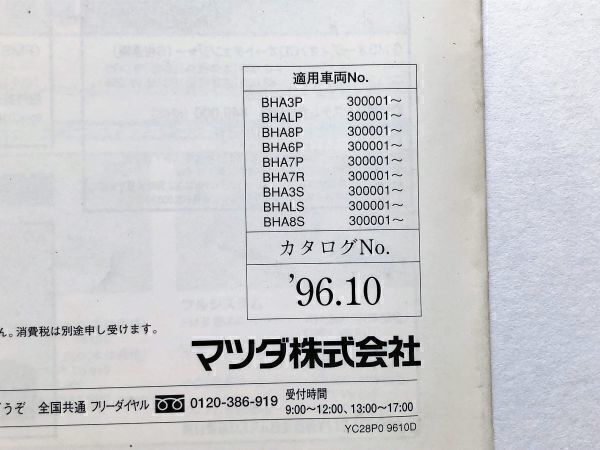 適用車両No.
BHA3P 300001～
BHALP 300001～
BHA8P 300001～
BHA6P 300001～
BHA7P 300001～
BHA7R 300001～
BHA3S 300001～
BHALS 300001～
BHA8S 300001～
カタログNo.
'96.10
ん。消費税は別途申し受けます。
マツダ株式会社
どうぞ 全国共通 フリーダイヤル 0120-386-919 受付時間
9:00〜12:00、13:00〜17:00
YC28P0 9610D